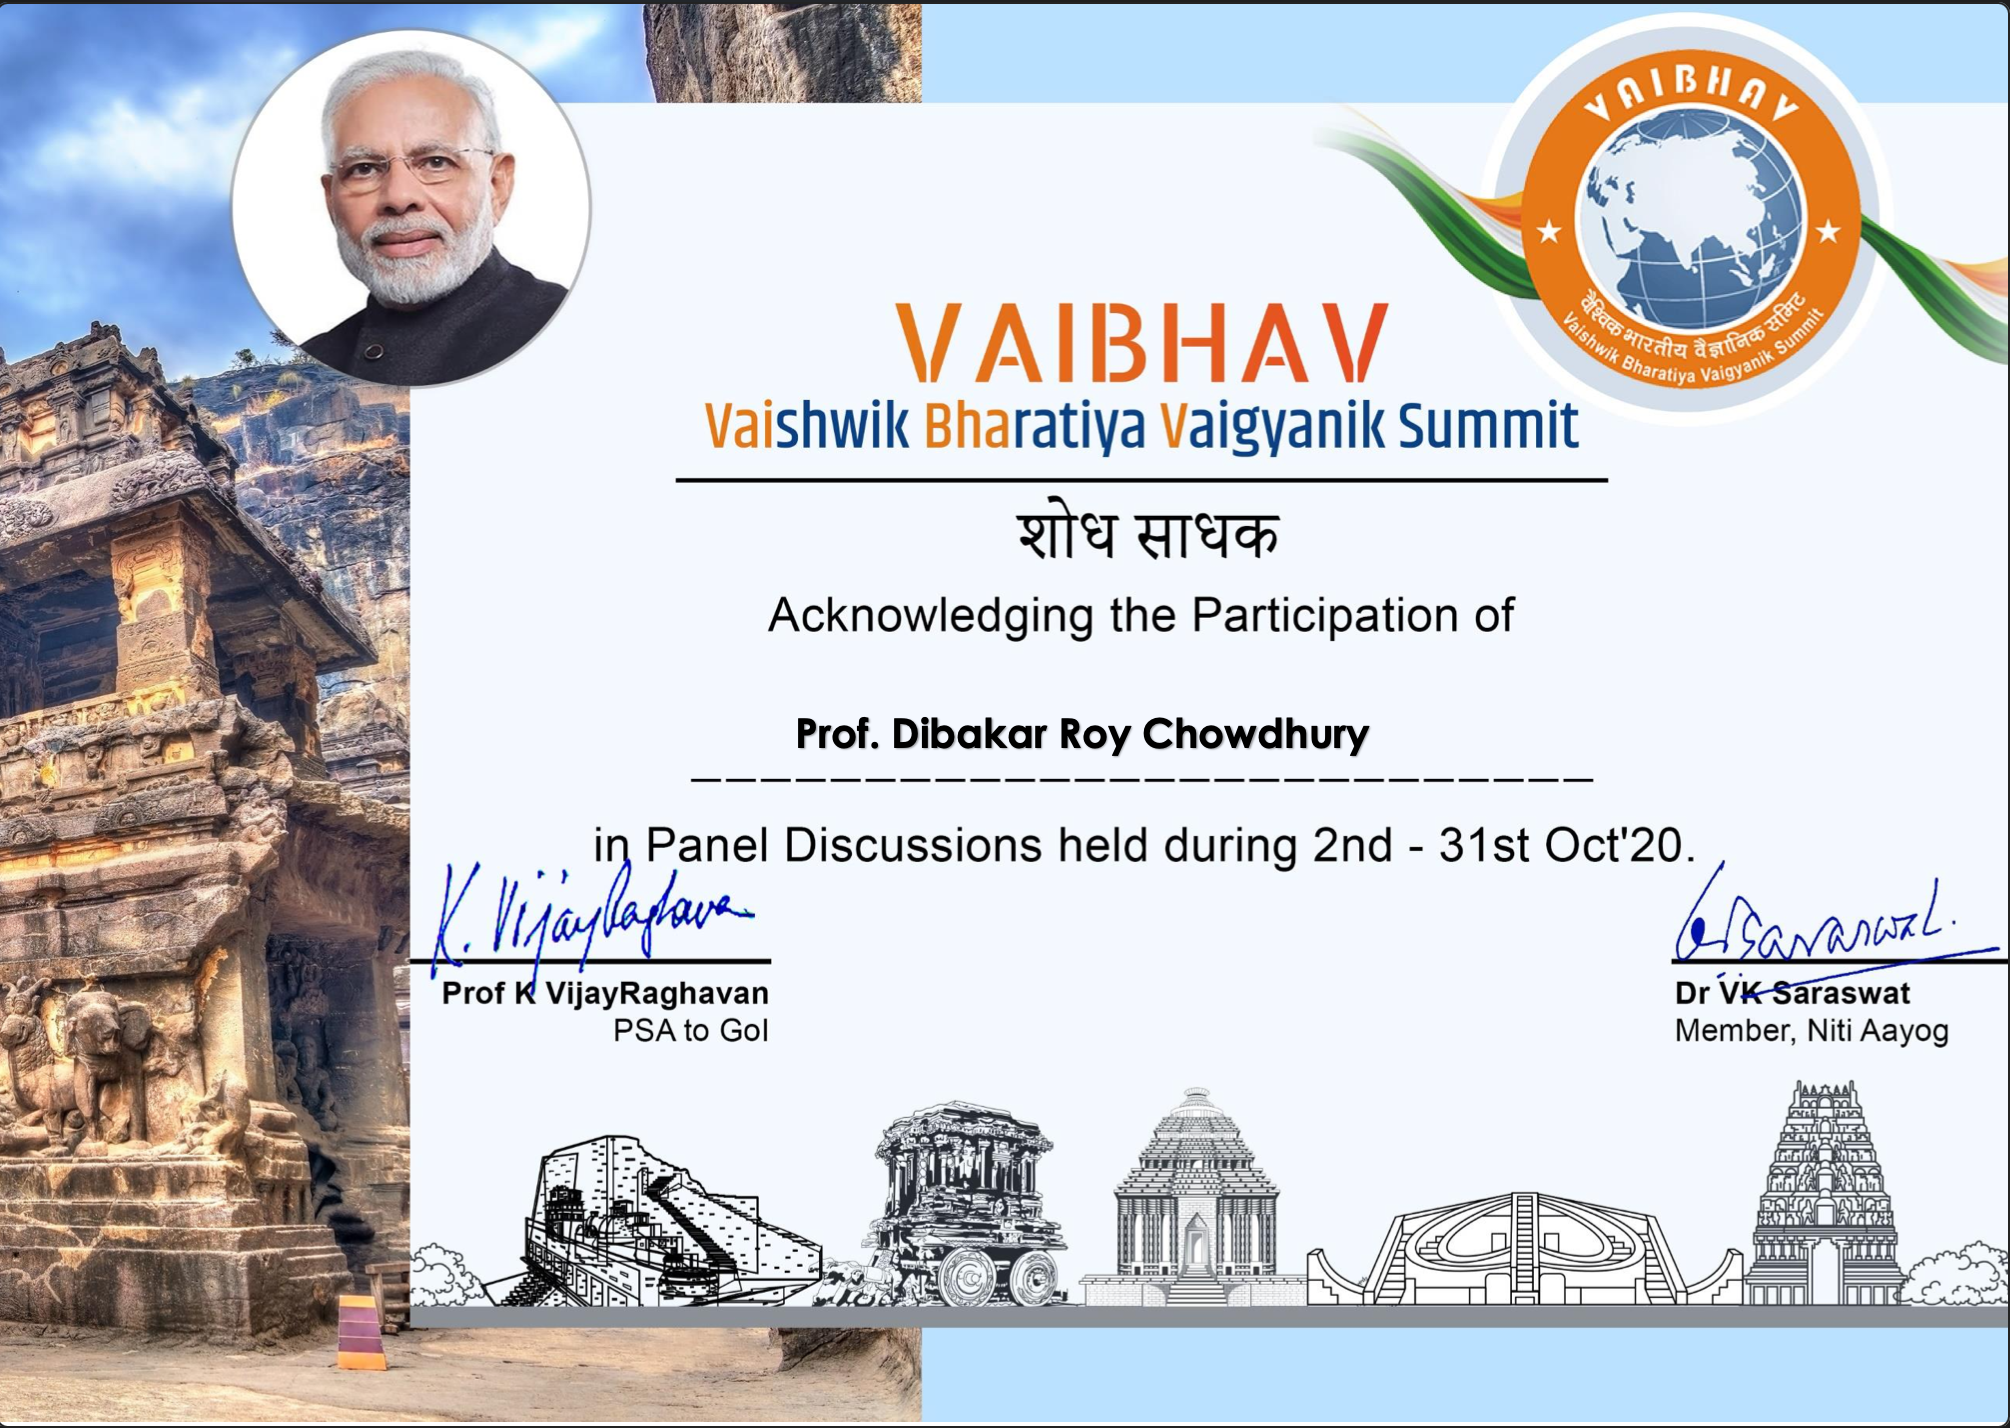 VAIBHAV
वैश्विक भारतीय वैज्ञानिक समिट
Vaishwik Bharatiya Vaigyanik Summit
VAIBHAV
Vaishwik Bharatiya Vaigyanik Summit
शोध साधक
Acknowledging the Participation of
Prof. Dibakar Roy Chowdhury
in Panel Discussions held during 2nd - 31st Oct'20.
K. VijayRaghavan
Prof K VijayRaghavan
PSA to GoI
VKSaraswat.
Dr VK Saraswat
Member, Niti Aayog